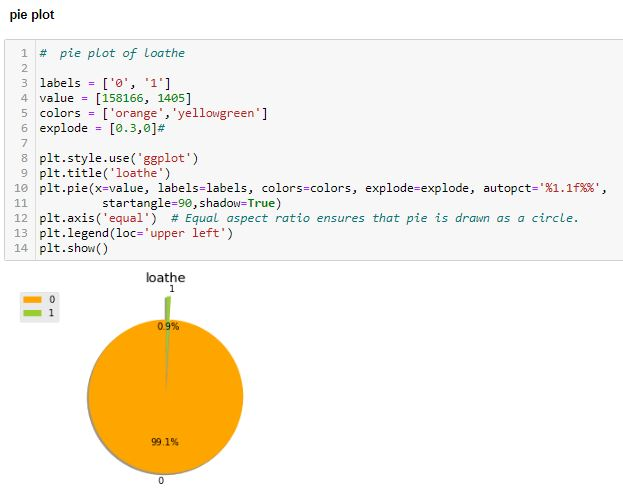 pie plot
1 #  pie plot of loathe
2
3 labels = ['0', '1']
4 value = [158166, 1405]
5 colors = ['orange','yellowgreen']
6 explode = [0.3,0]#
7
8 plt.style.use('ggplot')
9 plt.title('loathe')
10 plt.pie(x=value, labels=labels, colors=colors, explode=explode, autopct='%1.1f%%',
11         startangle=90,shadow=True)
12 plt.axis('equal')  # Equal aspect ratio ensures that pie is drawn as a circle.
13 plt.legend(loc='upper left')
14 plt.show()
loathe
1
0
1
0.9%
99.1%
0